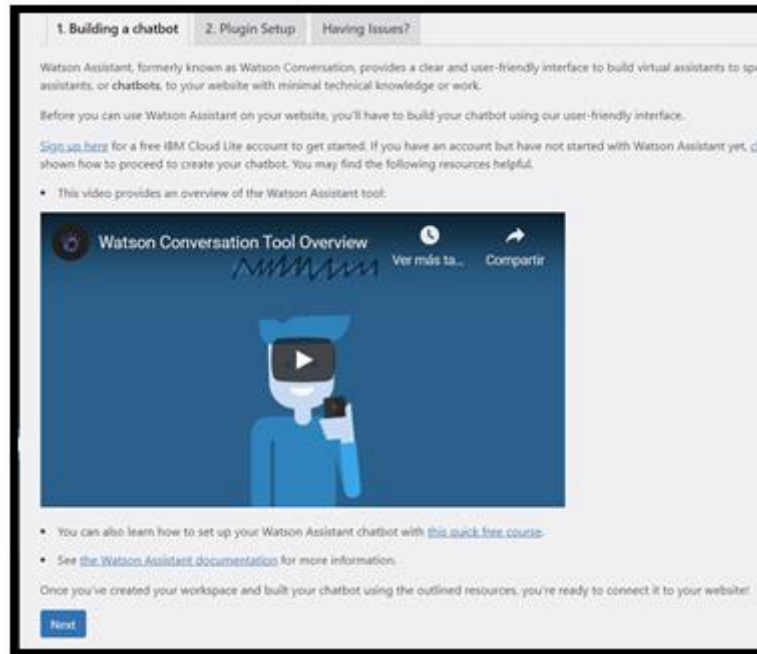 1. Building a chatbot 2. Plugin Setup Having Issues?
Watson Assistant, formerly known as Watson Conversation, provides a clear and user-friendly interface to build virtual assistants to
assistants, or chatbots, to your website with minimal technical knowledge or work.
Before you can use Watson Assistant on your website, you'll have to build your chatbot using our user-friendly interface.
Sign up here for a free IBM Cloud Lite account to get started. If you have an account but have not started with Watson Assistant yet,
shown how to proceed to create your chatbot. You may find the following resources helpful.
• This video provides an overview of the Watson Assistant tool:
Watson Conversation Tool Overview
Ver más ta... Compartir
• You can also learn how to set up your Watson Assistant chatbot with this quick free course.
• See the Watson Assistant documentation for more information.
Once you've created your workspace and built your chatbot using the outlined resources, you're ready to connect it to your website!
Next